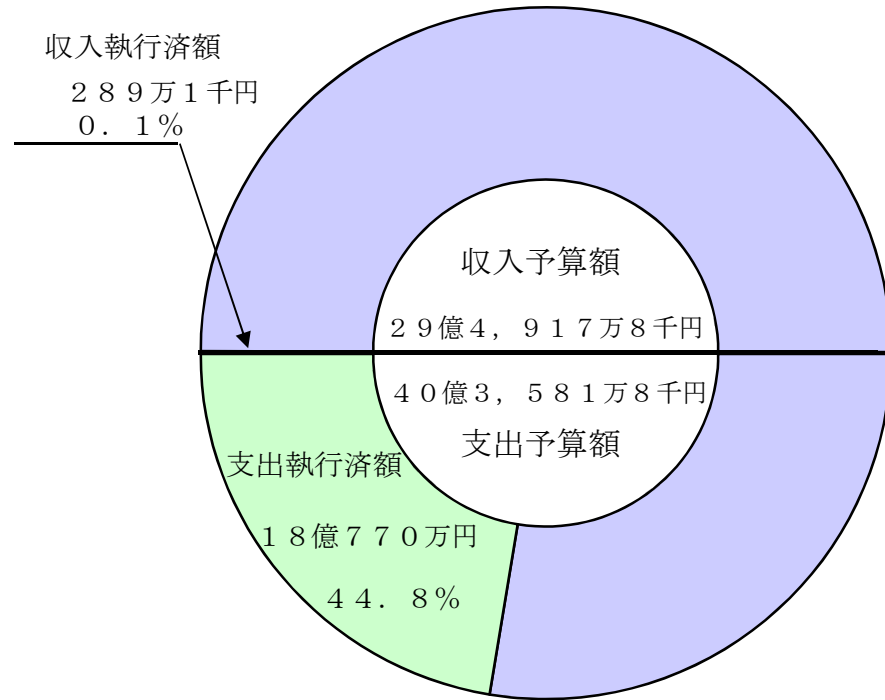 収入執行済額
２８９万１千円
０．１％
収入予算額
２９億４，９１７万８千円
４０億３，５８１万８千円
支出予算額
支出執行済額
１８億７７０万円
４４．８％